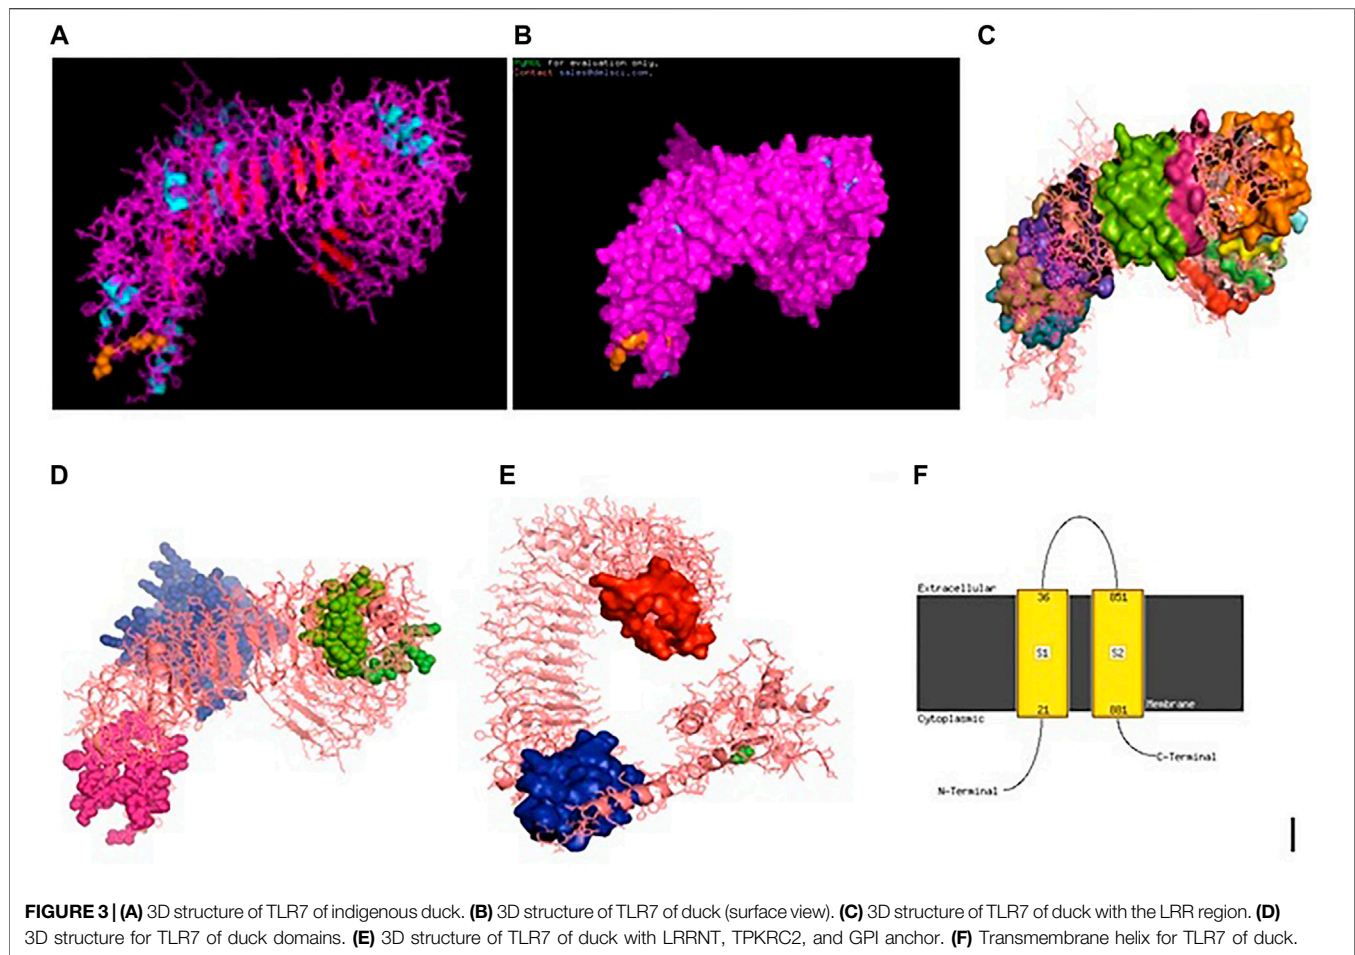 A
B
C
PyMOL for evaluation only.
Contact sales@delsci.com.
D
E
F
Extracellular
36
851
S1
S2
21
881
Membrane
Cytoplasmic
C-Terminal
N-Terminal
FIGURE 3 | (A) 3D structure of TLR7 of indigenous duck. (B) 3D structure of TLR7 of duck (surface view). (C) 3D structure of TLR7 of duck with the LRR region. (D)
3D structure for TLR7 of duck domains. (E) 3D structure of TLR7 of duck with LRRNT, TPKRC2, and GPI anchor. (F) Transmembrane helix for TLR7 of duck.